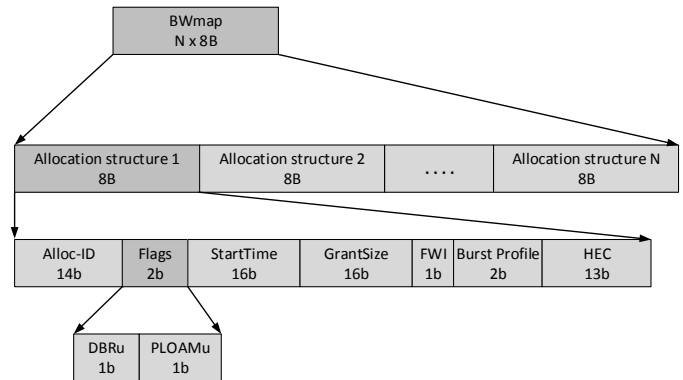 BWmap
N x 8B
Allocation structure 1
8B
Allocation structure 2
8B
....
Allocation structure N
8B
Alloc-ID
14b
Flags
2b
StartTime
16b
GrantSize
16b
FWI
1b
Burst Profile
2b
HEC
13b
DBRu
1b
PLOAMu
1b